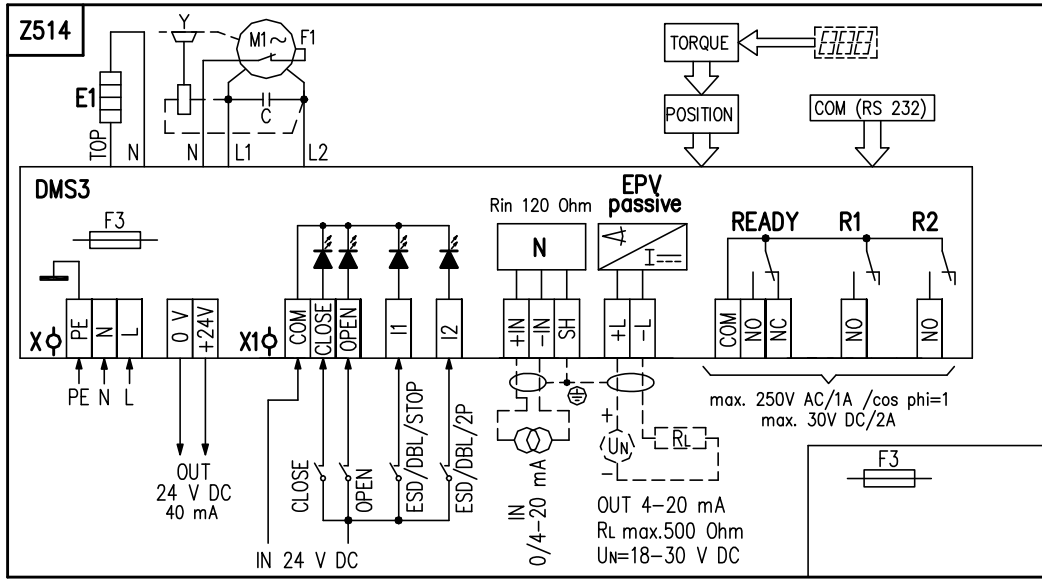 Z514
Y
M1~
F1
TORQUE
E1
C
POSITION
COM (RS 232)
TOP
N
N
L1
L2
DMS3
F3
Rin 120 Ohm
EPV
passive
READY
R1
R2
N
I
X
PE
N
L
0 V
+24V
X1
COM
CLOSE
OPEN
I1
I2
+IN
-IN
SH
+L
-L
COM
NO
NC
NO
NO
PE N L
max. 250V AC/1A /cos phi=1
max. 30V DC/2A
OUT
24 V DC
40 mA
CLOSE
OPEN
ESD/DBL/STOP
ESD/DBL/2P
IN 24 V DC
IN
0/4-20 mA
+
UN
-
RL
OUT 4-20 mA
RL max.500 Ohm
UN=18-30 V DC
F3